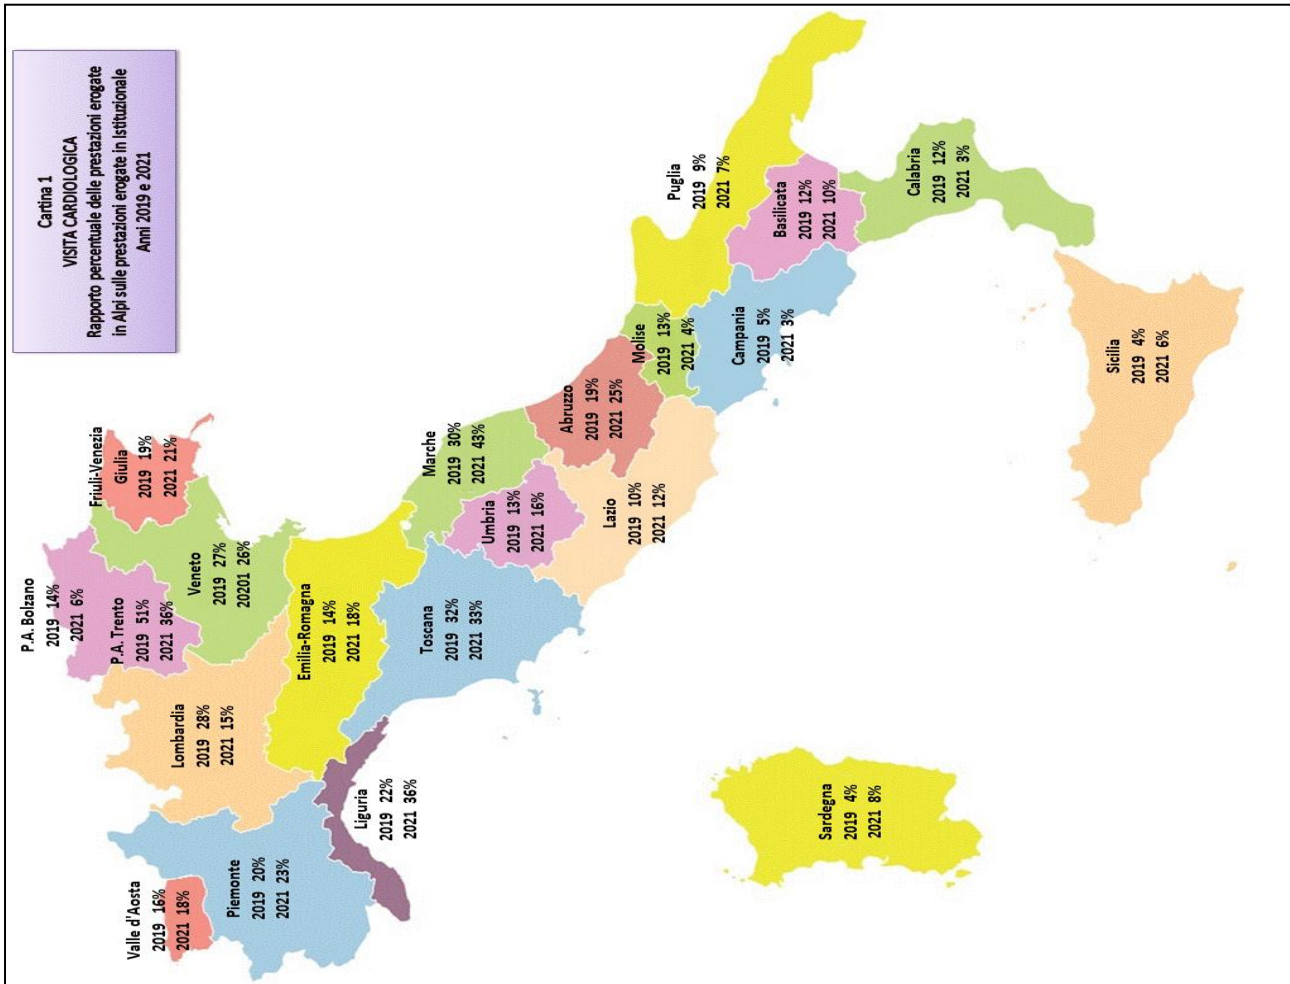 Cartina 1
VISITA CARDIOLOGICA
Rapporto percentuale delle prestazioni erogate
in Alpi sulle prestazioni erogate in Istituzionale
Anni 2019 e 2021
P.A. Bolzano
2019 14%
2021 6%
P.A. Trento
2019 51%
2021 36%
Friuli-Venezia
Giulia
2019 19%
2021 21%
Valle d'Aosta
2019 16%
2021 18%
Lombardia
2019 28%
2021 15%
Veneto
2019 27%
20201 26%
Piemonte
2019 20%
2021 23%
Emilia-Romagna
2019 14%
2021 18%
Liguria
2019 22%
2021 36%
Toscana
2019 32%
2021 33%
Marche
2019 30%
2021 43%
Umbria
2019 13%
2021 16%
Abruzzo
2019 19%
2021 25%
Lazio
2019 10%
2021 12%
Molise
2019 13%
2021 4%
Puglia
2019 9%
2021 7%
Campania
2019 5%
2021 3%
Basilicata
2019 12%
2021 10%
Sardegna
2019 4%
2021 8%
Calabria
2019 12%
2021 3%
Sicilia
2019 4%
2021 6%